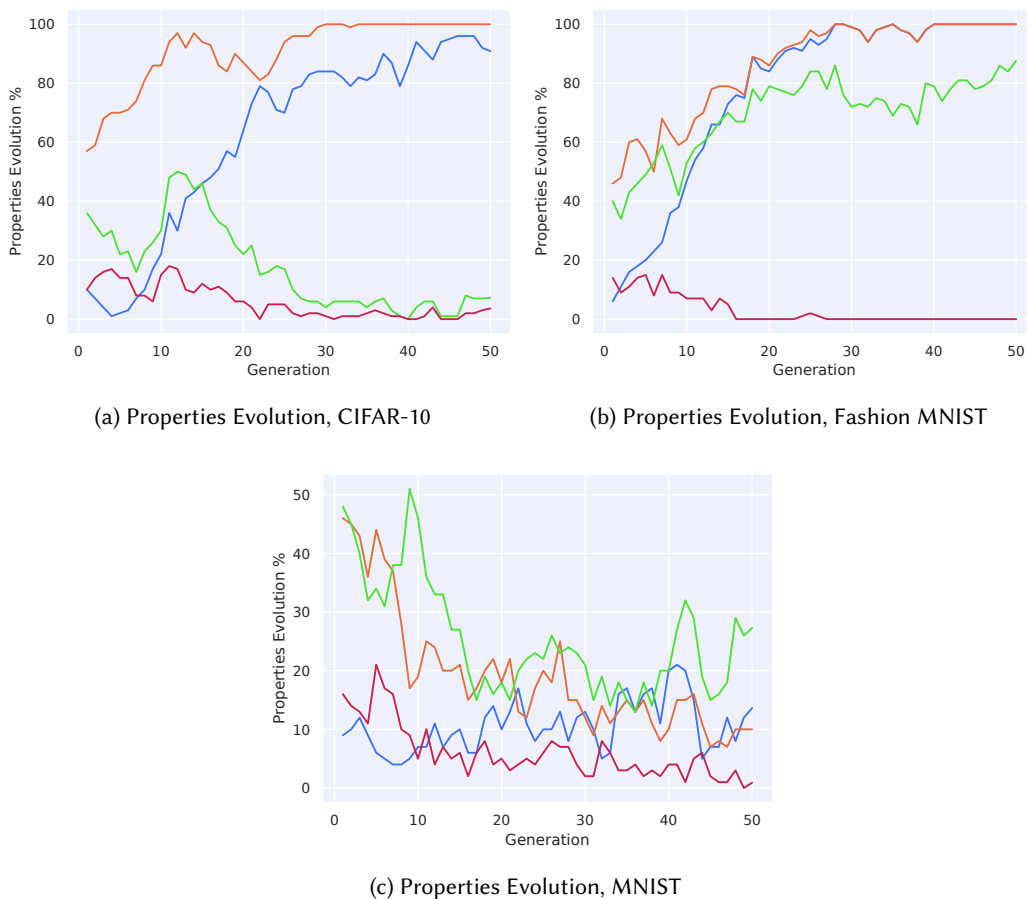 Properties Evolution %
100
80
60
40
20
0
0 10 20 30 40 50
Generation
(a) Properties Evolution, CIFAR-10
Properties Evolution %
100
80
60
40
20
0
0 10 20 30 40 50
Generation
(b) Properties Evolution, Fashion MNIST
Properties Evolution %
50
40
30
20
10
0
0 10 20 30 40 50
Generation
(c) Properties Evolution, MNIST